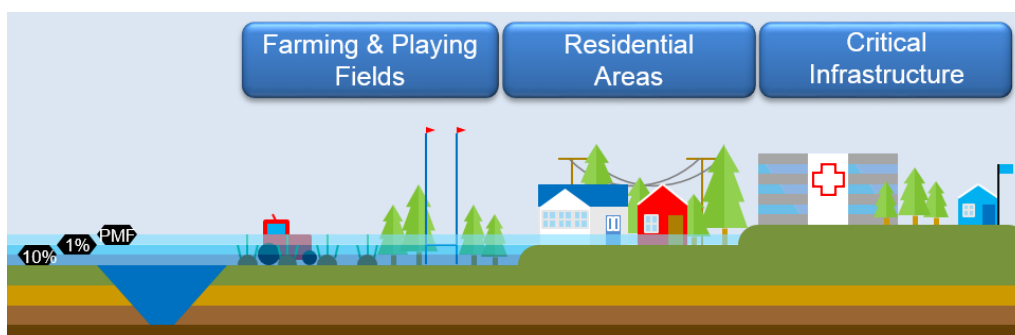 Farming & Playing
Fields
Residential
Areas
Critical
Infrastructure
PMF
1%
10%